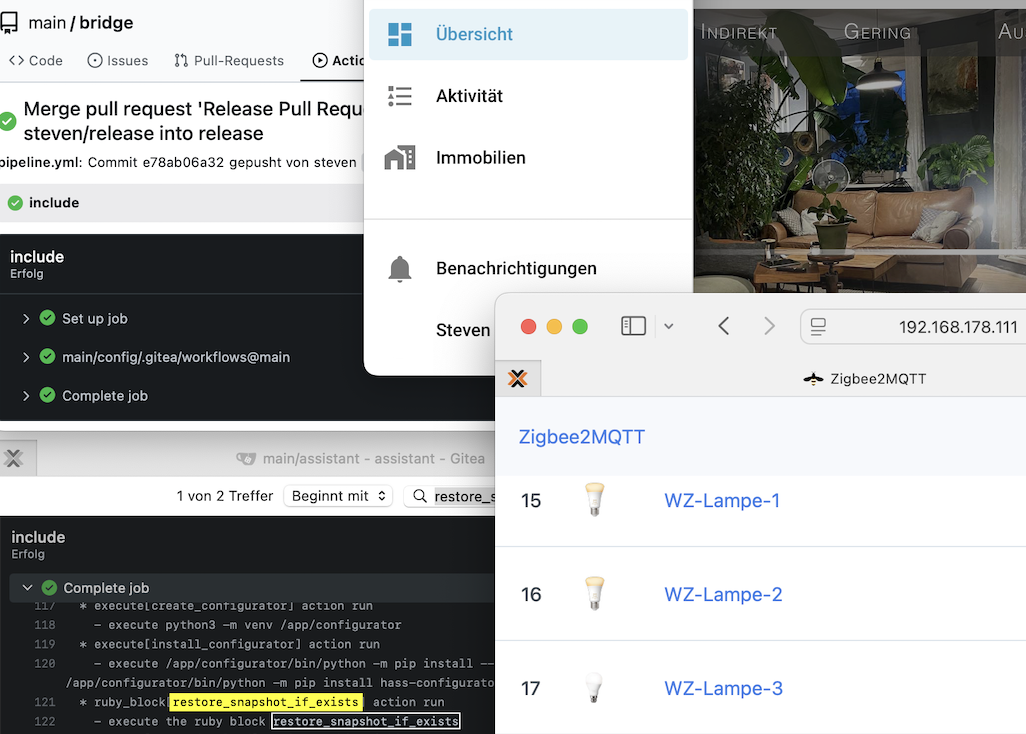 main / bridge
Code
Issues
Pull-Requests
Merge pull request 'Release Pull
steven/release into release
pipeline.yml: Commit e78ab06a32 gepusht von steven
include
include
Erfolg
Set up job
main/config/.gitea/workflows@main
Complete job
Übersicht
Aktivität
Immobilien
Benachrichtigungen
Steven
INDIREKT
GERING
192.168.178.111
Zigbee2MQTT
Zigbee2MQTT
15
WZ-Lampe-1
16
WZ-Lampe-2
17
WZ-Lampe-3
main/assistant - assistant - Gitea
1 von 2 Treffer
Beginnt mit
restore_s
include
Erfolg
Complete job
117 * execute[create_configurator] action run
118 - execute python3 -m venv /app/configurator
119 * execute[install_configurator] action run
120 - execute /app/configurator/bin/python -m pip install --
/app/configurator/bin/python -m pip install hass-configurato
121 * ruby_block[restore_snapshot_if_exists] action run
122 - execute the ruby block restore_snapshot_if_exists